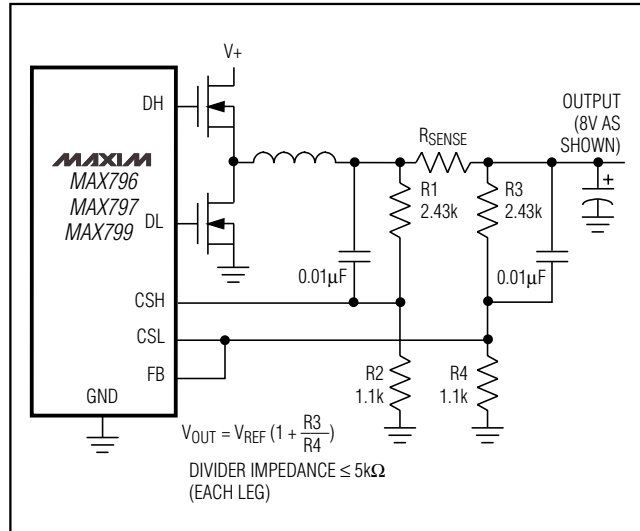 V+
DH
OUTPUT
(8V AS
SHOWN)
RSENSE
MAXIM
MAX796
MAX797
MAX799
R1
2.43k
R3
2.43k
DL
0.01μF
0.01μF
CSH
CSL
FB
R2
1.1k
R4
1.1k
GND
VOUT = VREF (1 + R3/R4)
DIVIDER IMPEDANCE ≤ 5kΩ
(EACH LEG)
+